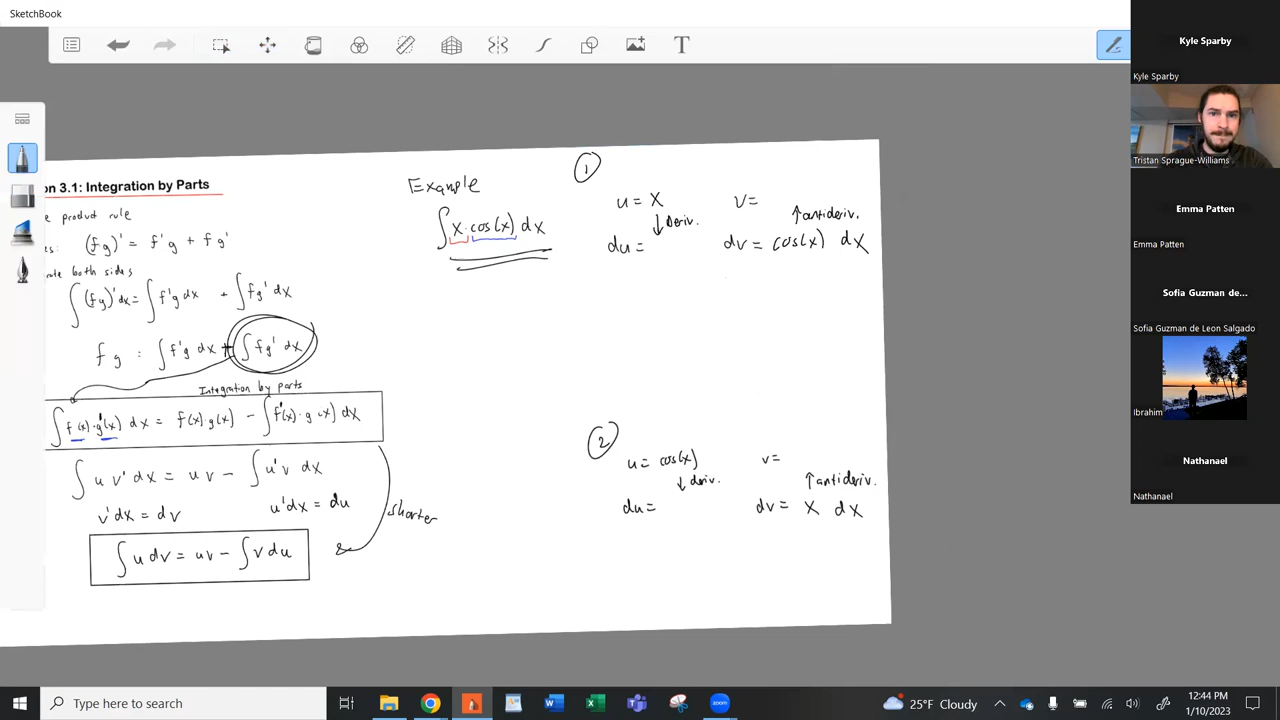 SketchBook
on 3.1: Integration by Parts
e product rule
es: (fg)' = f'g + fg'
rate both sides
∫(fg)'dx = ∫f'g dx + ∫fg' dx
fg = ∫f'g dx + ∫fg' dx
Integration by parts
∫f(x)·g'(x) dx = f(x)·g(x) − ∫f'(x)·g(x) dx
∫u v' dx = uv − ∫u'v dx
v'dx = dv u'dx = du
shorter
∫u dv = uv − ∫v du
Example
∫x·cos(x) dx
1
u = x v =
↓Deriv. ↑antideriv.
du = dv = cos(x) dx
2
u = cos(x) v =
↓deriv. ↑antideriv.
du = dv = x dx
Kyle Sparby
Kyle Sparby
Tristan Sprague-Williams
Emma Patten
Emma Patten
Sofia Guzman de...
Sofia Guzman de Leon Salgado
Ibrahim
Nathanael
Nathanael
Type here to search
zoom
25°F Cloudy
12:44 PM
1/10/2023